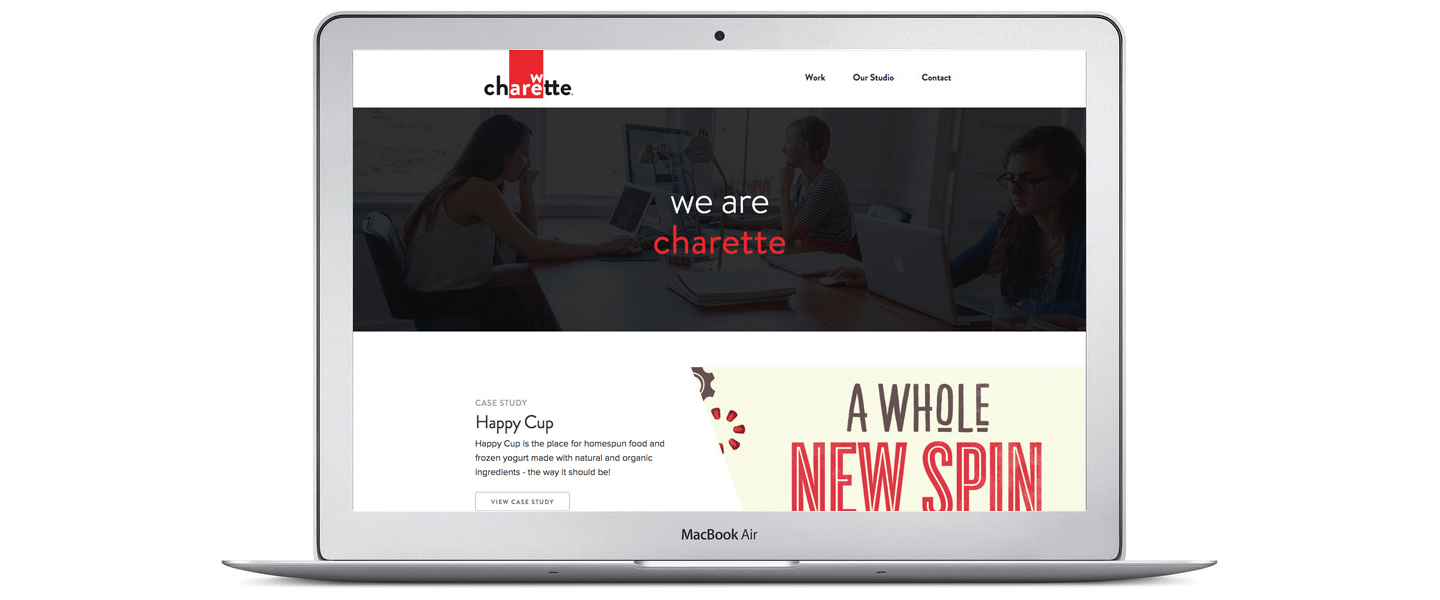 w
charette
Work
Our Studio
Contact
we are
charette
CASE STUDY
Happy Cup
Happy Cup is the place for homespun food and
frozen yogurt made with natural and organic
ingredients - the way it should be!
VIEW CASE STUDY
A WHOLE
NEW SPIN
MacBook Air